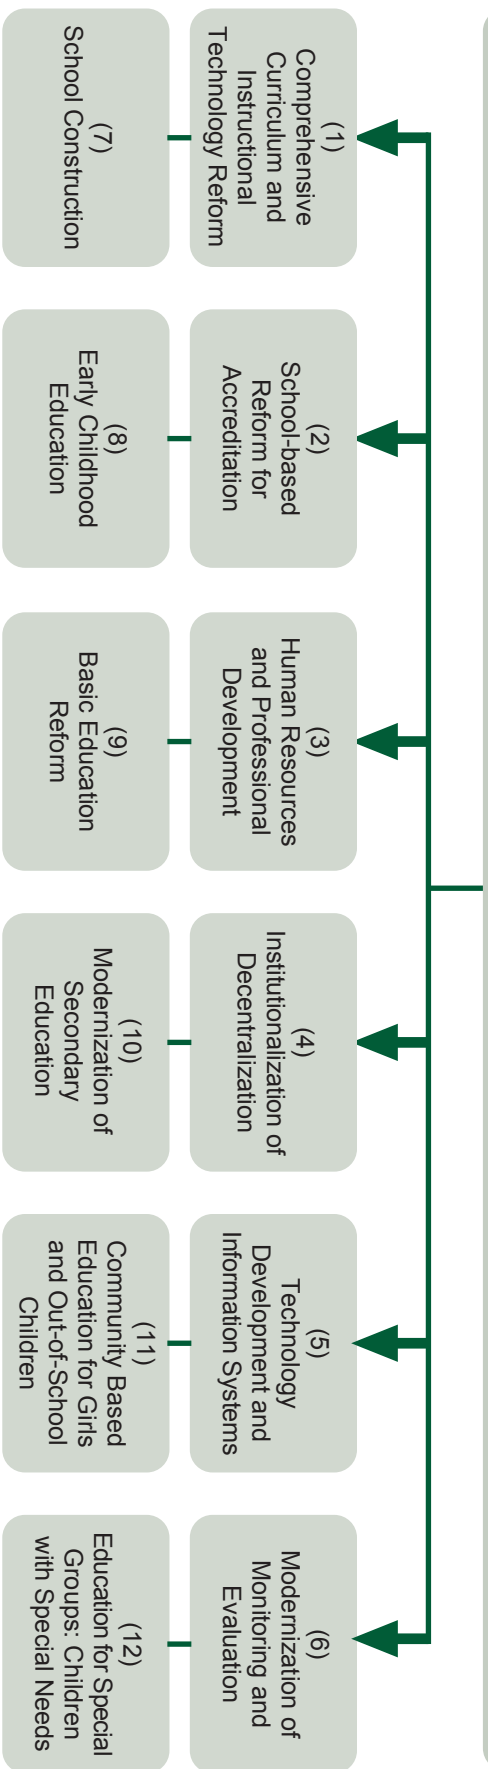 (1)
Comprehensive
Curriculum and
Instructional
Technology Reform
(2)
School-based
Reform for
Accreditation
(3)
Human Resources
and Professional
Development
(4)
Institutionalization of
Decentralization
(5)
Technology
Development and
Information Systems
(6)
Modernization of
Monitoring and
Evaluation
(7)
School Construction
(8)
Early Childhood
Education
(9)
Basic Education
Reform
(10)
Modernization of
Secondary
Education
(11)
Community Based
Education for Girls
and Out-of-School
Children
(12)
Education for Special
Groups: Children
with Special Needs